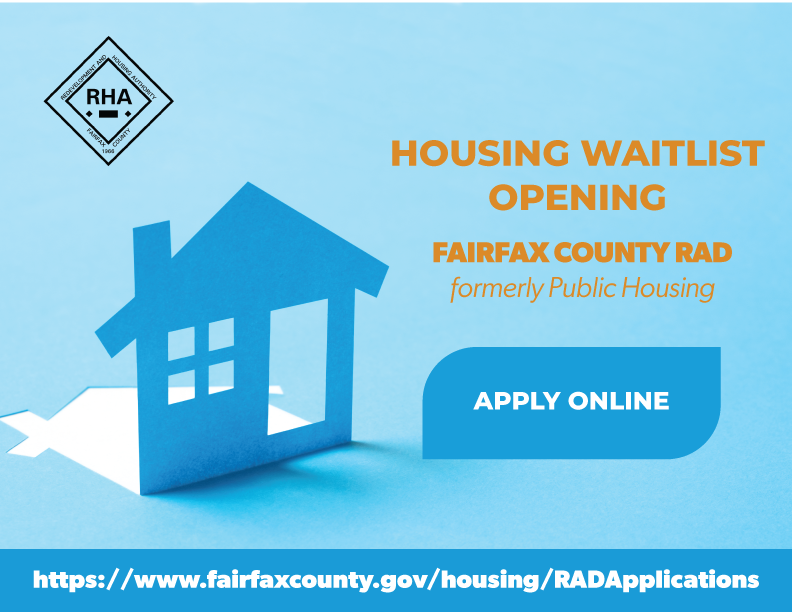 REDEVELOPMENT AND
HOUSING AUTHORITY
RHA
FAIRFAX
COUNTY
1966
HOUSING WAITLIST
OPENING
FAIRFAX COUNTY RAD
formerly Public Housing
APPLY ONLINE
https://www.fairfaxcounty.gov/housing/RADApplications